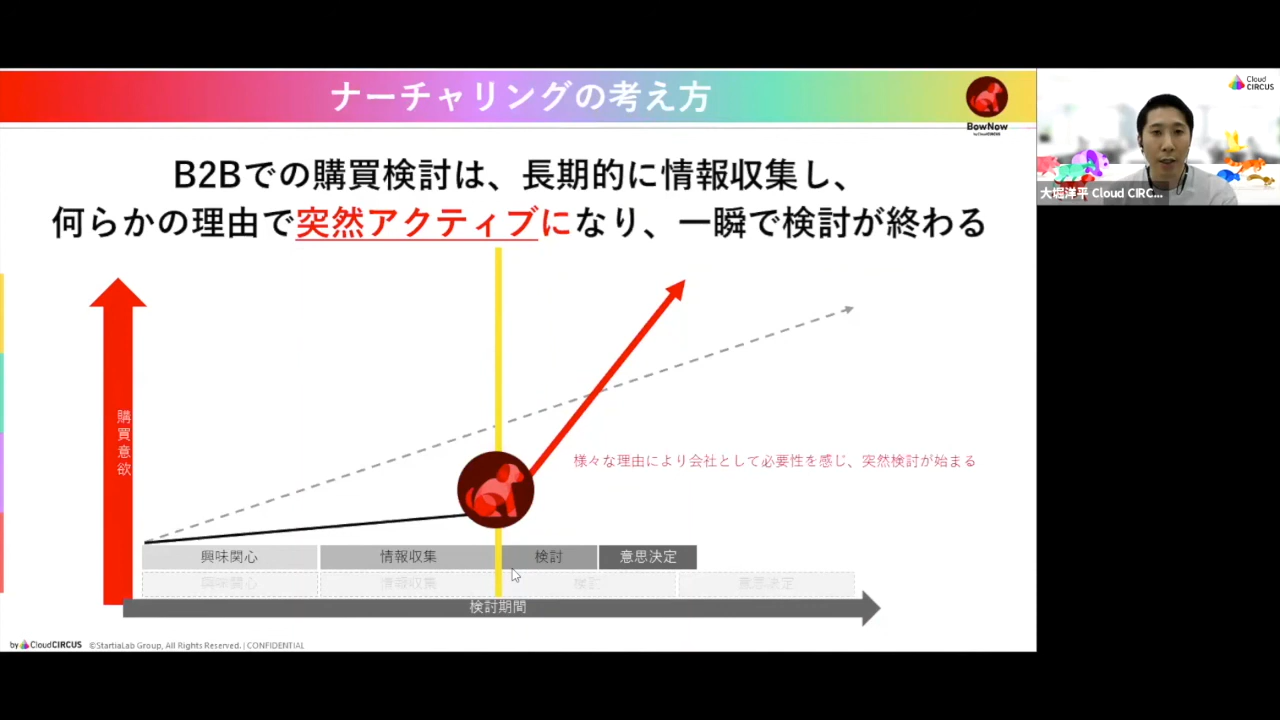 ナーチャリングの考え方
BowNow
by CloudCIRCUS
B2Bでの購買検討は、長期的に情報収集し、
何らかの理由で突然アクティブになり、一瞬で検討が終わる
購買意欲
様々な理由により会社として必要性を感じ、突然検討が始まる
興味関心 情報収集 検討 意思決定
興味関心 情報収集 検討 意思決定
検討期間
by CloudCIRCUS ©StartiaLab Group, All Rights Reserved. | CONFIDENTIAL
Cloud
CIRCUS
大堀洋平 Cloud CIRC...